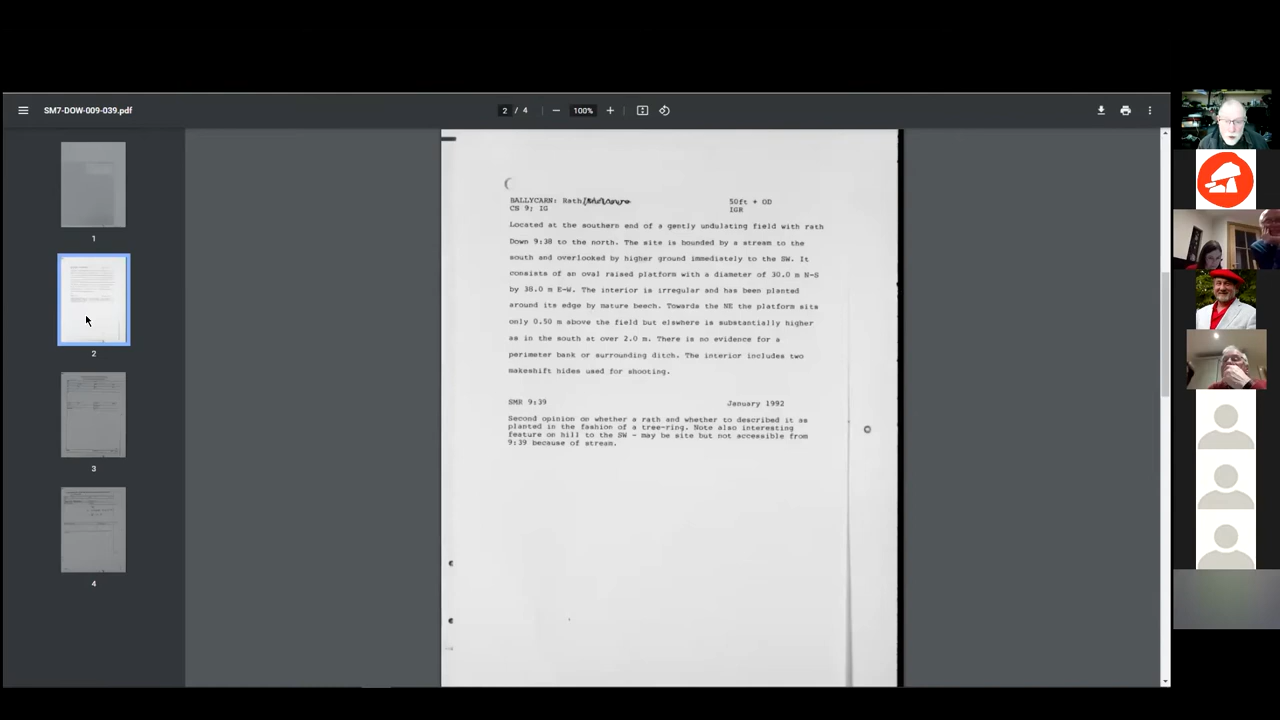 SM7-DOW-009-039.pdf
2 / 4
100%
1
2
3
4
BALLYCARN: Rath/Enclosure
50ft + OD
CS 9; IG
IGR
Located at the southern end of a gently undulating field with rath
Down 9:38 to the north. The site is bounded by a stream to the
south and overlooked by higher ground immediately to the SW. It
consists of an oval raised platform with a diameter of 30.0 m N-S
by 38.0 m E-W. The interior is irregular and has been planted
around its edge by mature beech. Towards the NE the platform sits
only 0.50 m above the field but elswhere is substantially higher
as in the south at over 2.0 m. There is no evidence for a
perimeter bank or surrounding ditch. The interior includes two
makeshift hides used for shooting.
SMR 9:39
January 1992
Second opinion on whether a rath and whether to described it as
planted in the fashion of a tree-ring. Note also interesting
feature on hill to the SW - may be site but not accessible from
9:39 because of stream.